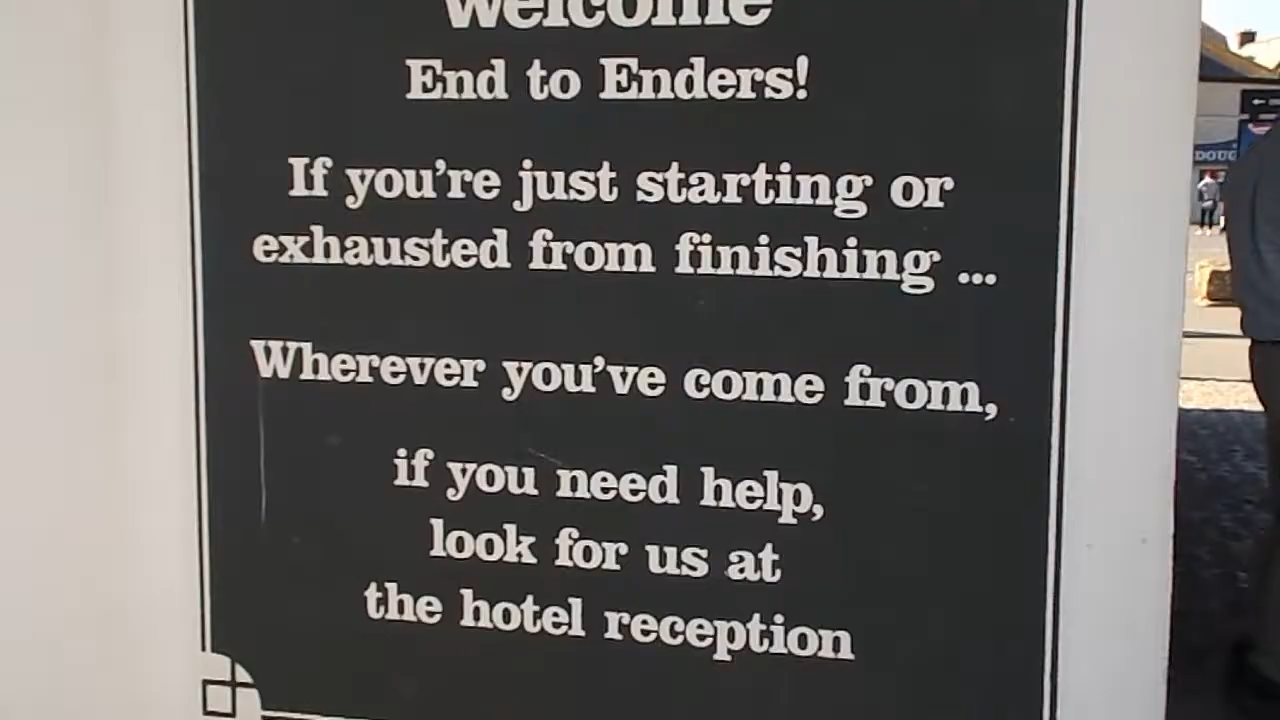 welcome
End to Enders!
If you're just starting or
exhausted from finishing ...
Wherever you've come from,
if you need help,
look for us at
the hotel reception
DOUG